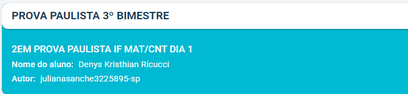 PROVA PAULISTA 3º BIMESTRE
2EM PROVA PAULISTA IF MAT/CNT DIA 1
Nome do aluno: Denys Kristhian Ricucci
Autor: julianasanche3225895-sp